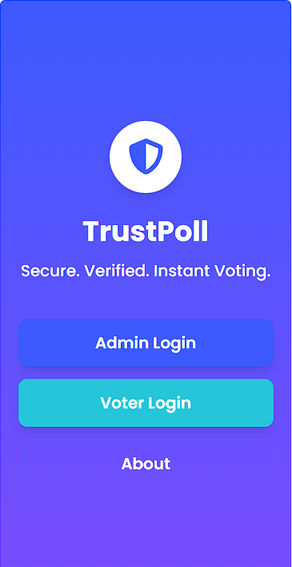 TrustPoll
Secure. Verified. Instant Voting.
Admin Login
Voter Login
About